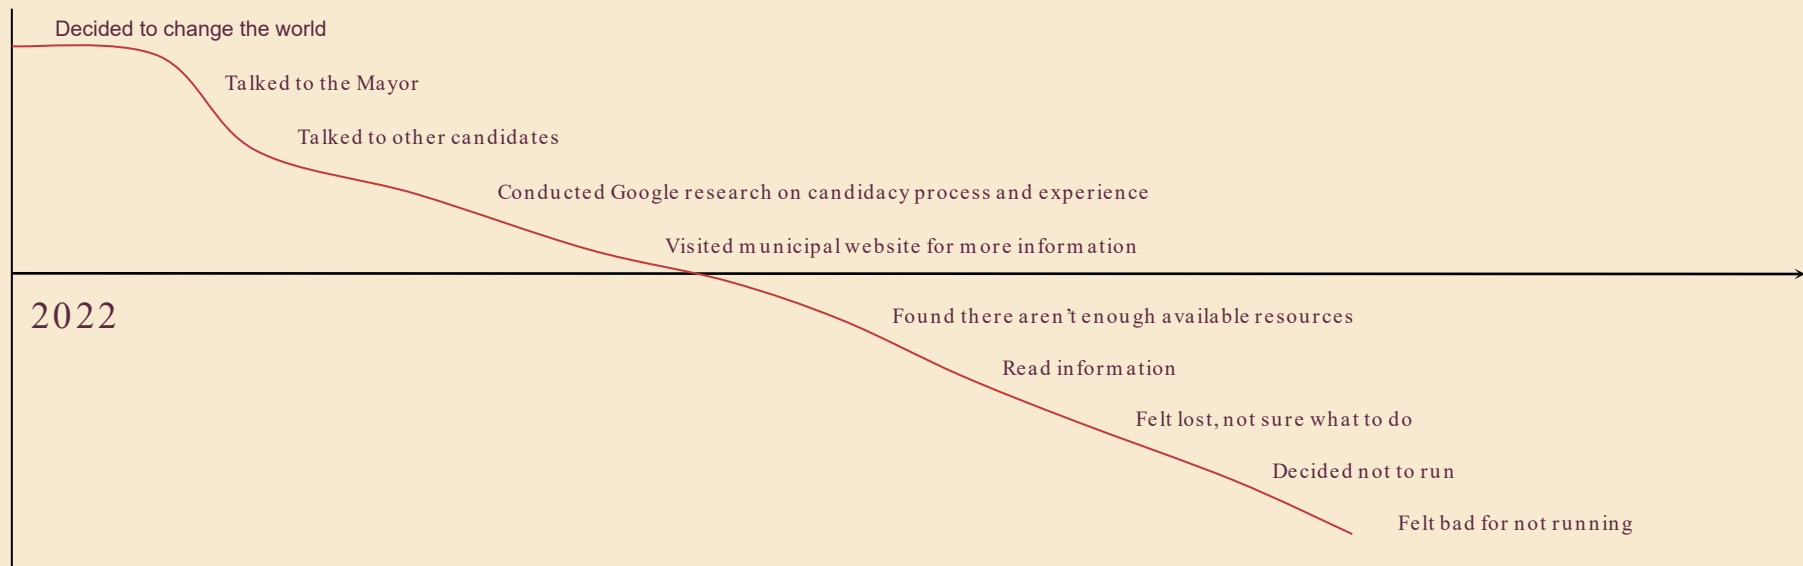 Decided to change the world
Talked to the Mayor
Talked to other candidates
Conducted Google research on candidacy process and experience
Visited municipal website for more information
2022
Found there aren’t enough available resources
Read information
Felt lost, not sure what to do
Decided not to run
Felt bad for not running